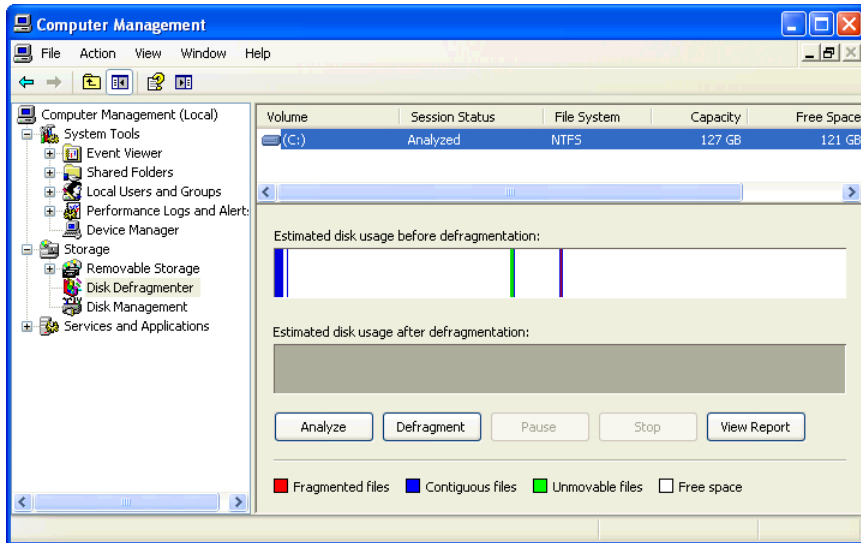 Computer Management
File Action View Window Help
Computer Management (Local)
System Tools
Event Viewer
Shared Folders
Local Users and Groups
Performance Logs and Alert:
Device Manager
Storage
Removable Storage
Disk Defragmenter
Disk Management
Services and Applications
Volume Session Status File System Capacity Free Space
(C:) Analyzed NTFS 127 GB 121 GB
Estimated disk usage before defragmentation:
Estimated disk usage after defragmentation:
Analyze Defragment Pause Stop View Report
Fragmented files Contiguous files Unmovable files Free space